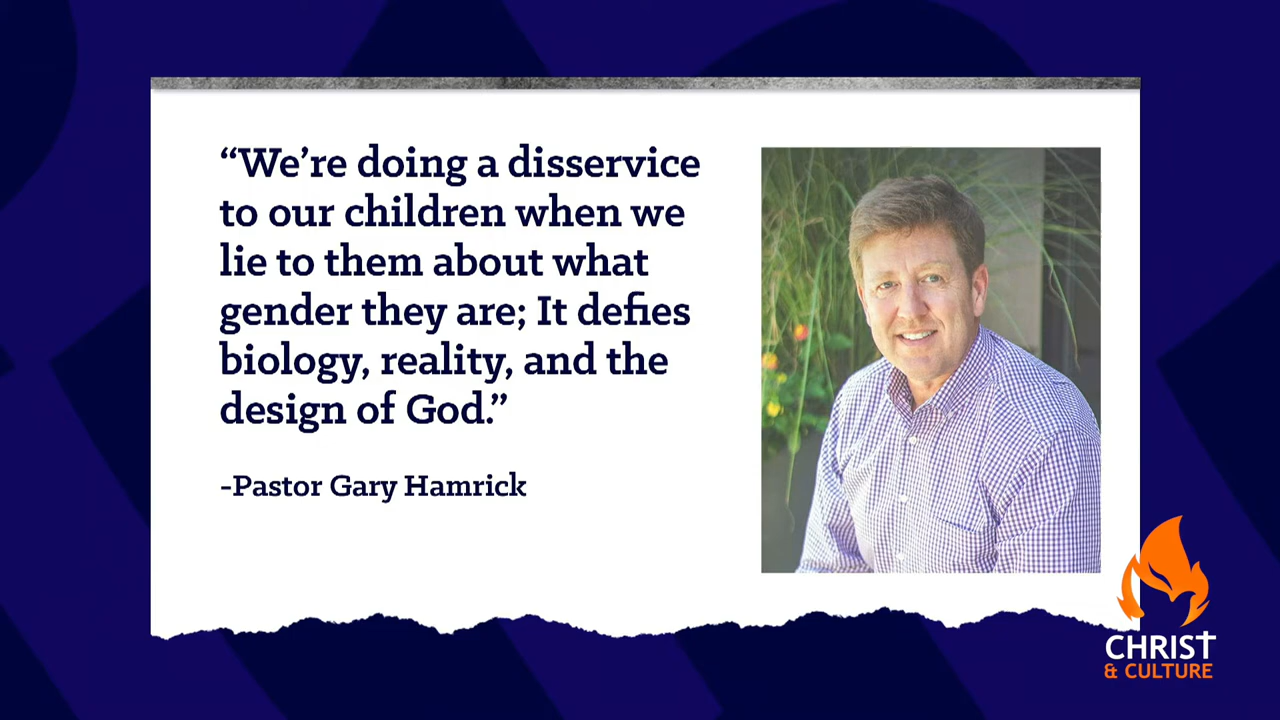 “We’re doing a disservice
to our children when we
lie to them about what
gender they are; It defies
biology, reality, and the
design of God.”
-Pastor Gary Hamrick
CHRIST
& CULTURE